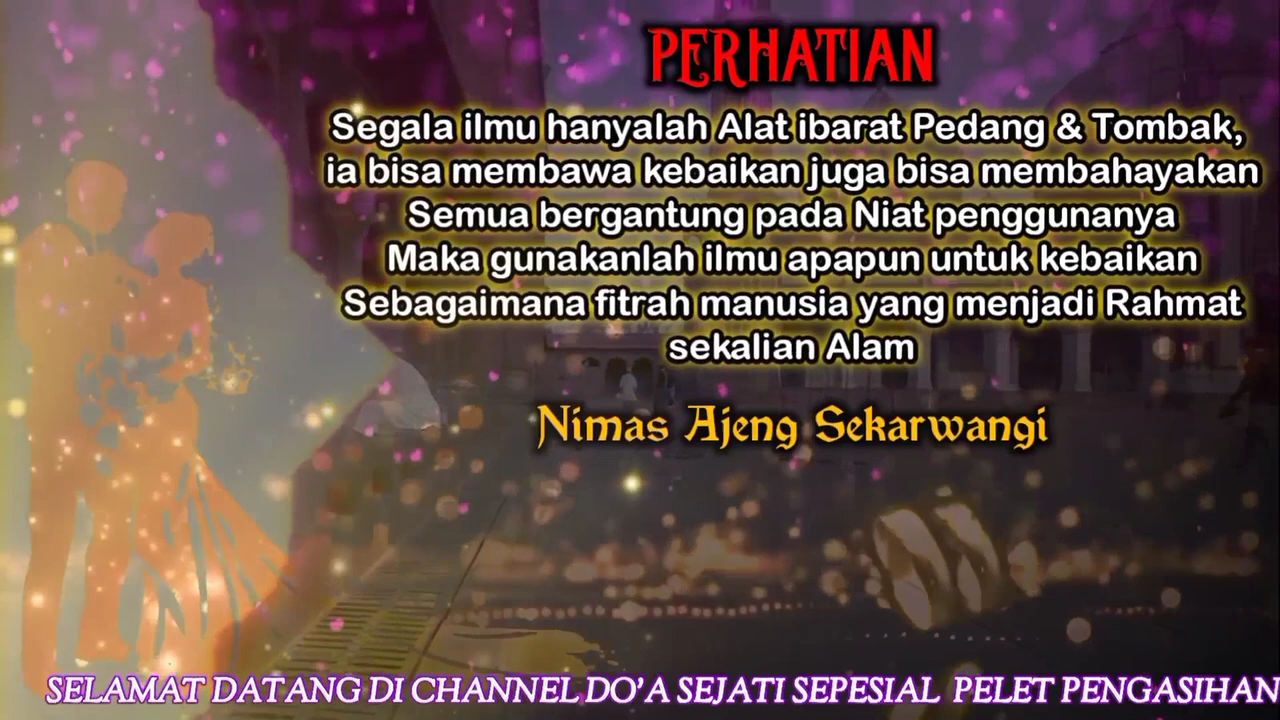 PERHATIAN
Segala ilmu hanyalah Alat ibarat Pedang & Tombak,
ia bisa membawa kebaikan juga bisa membahayakan
Semua bergantung pada Niat penggunanya
Maka gunakanlah ilmu apapun untuk kebaikan
Sebagaimana fitrah manusia yang menjadi Rahmat
sekalian Alam
Nimas Ajeng Sekarwangi
SELAMAT DATANG DI CHANNEL DO'A SEJATI SEPESIAL PELET PENGASIHAN